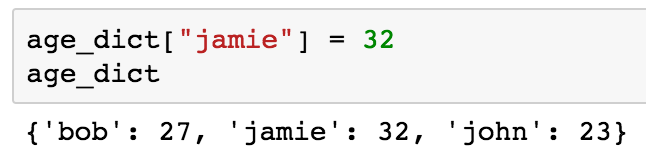 age_dict["jamie"] = 32
age_dict
{'bob': 27, 'jamie': 32, 'john': 23}